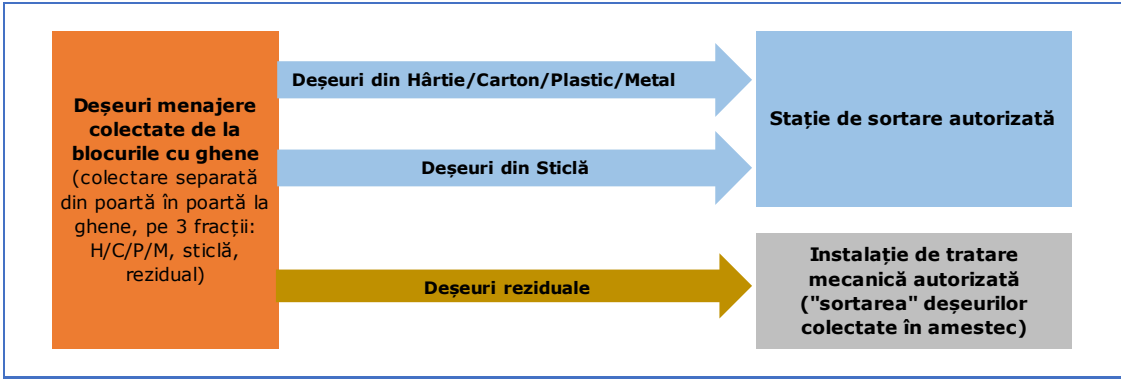 Deșeuri menajere
colectate de la
blocurile cu ghene
(colectare separată
din poartă în poartă la
ghene, pe 3 fracții:
H/C/P/M, sticlă,
rezidual)
Deșeuri din Hârtie/Carton/Plastic/Metal
Deșeuri din Sticlă
Deșeuri reziduale
Stație de sortare autorizată
Instalație de tratare
mecanică autorizată
("sortarea" deșeurilor
colectate în amestec)